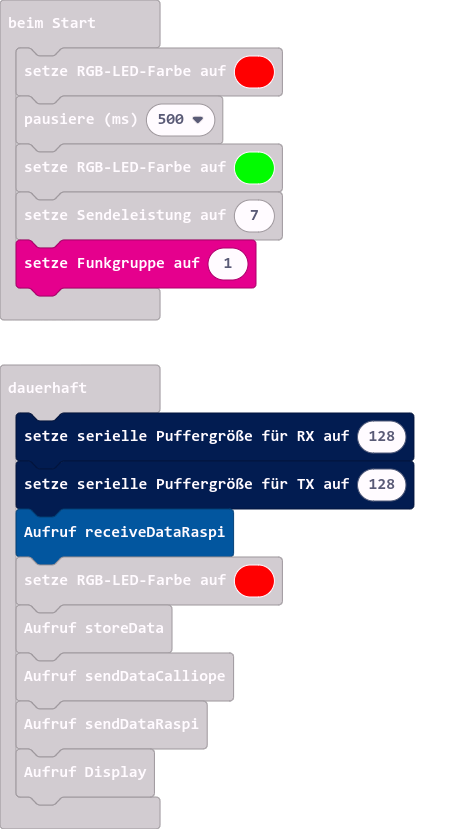 beim Start
setze RGB-LED-Farbe auf
pausiere (ms) 500
setze RGB-LED-Farbe auf
setze Sendeleistung auf 7
setze Funkgruppe auf 1
dauerhaft
setze serielle Puffergröße für RX auf 128
setze serielle Puffergröße für TX auf 128
Aufruf receiveDataRaspi
setze RGB-LED-Farbe auf
Aufruf storeData
Aufruf sendDataCalliope
Aufruf sendDataRaspi
Aufruf Display